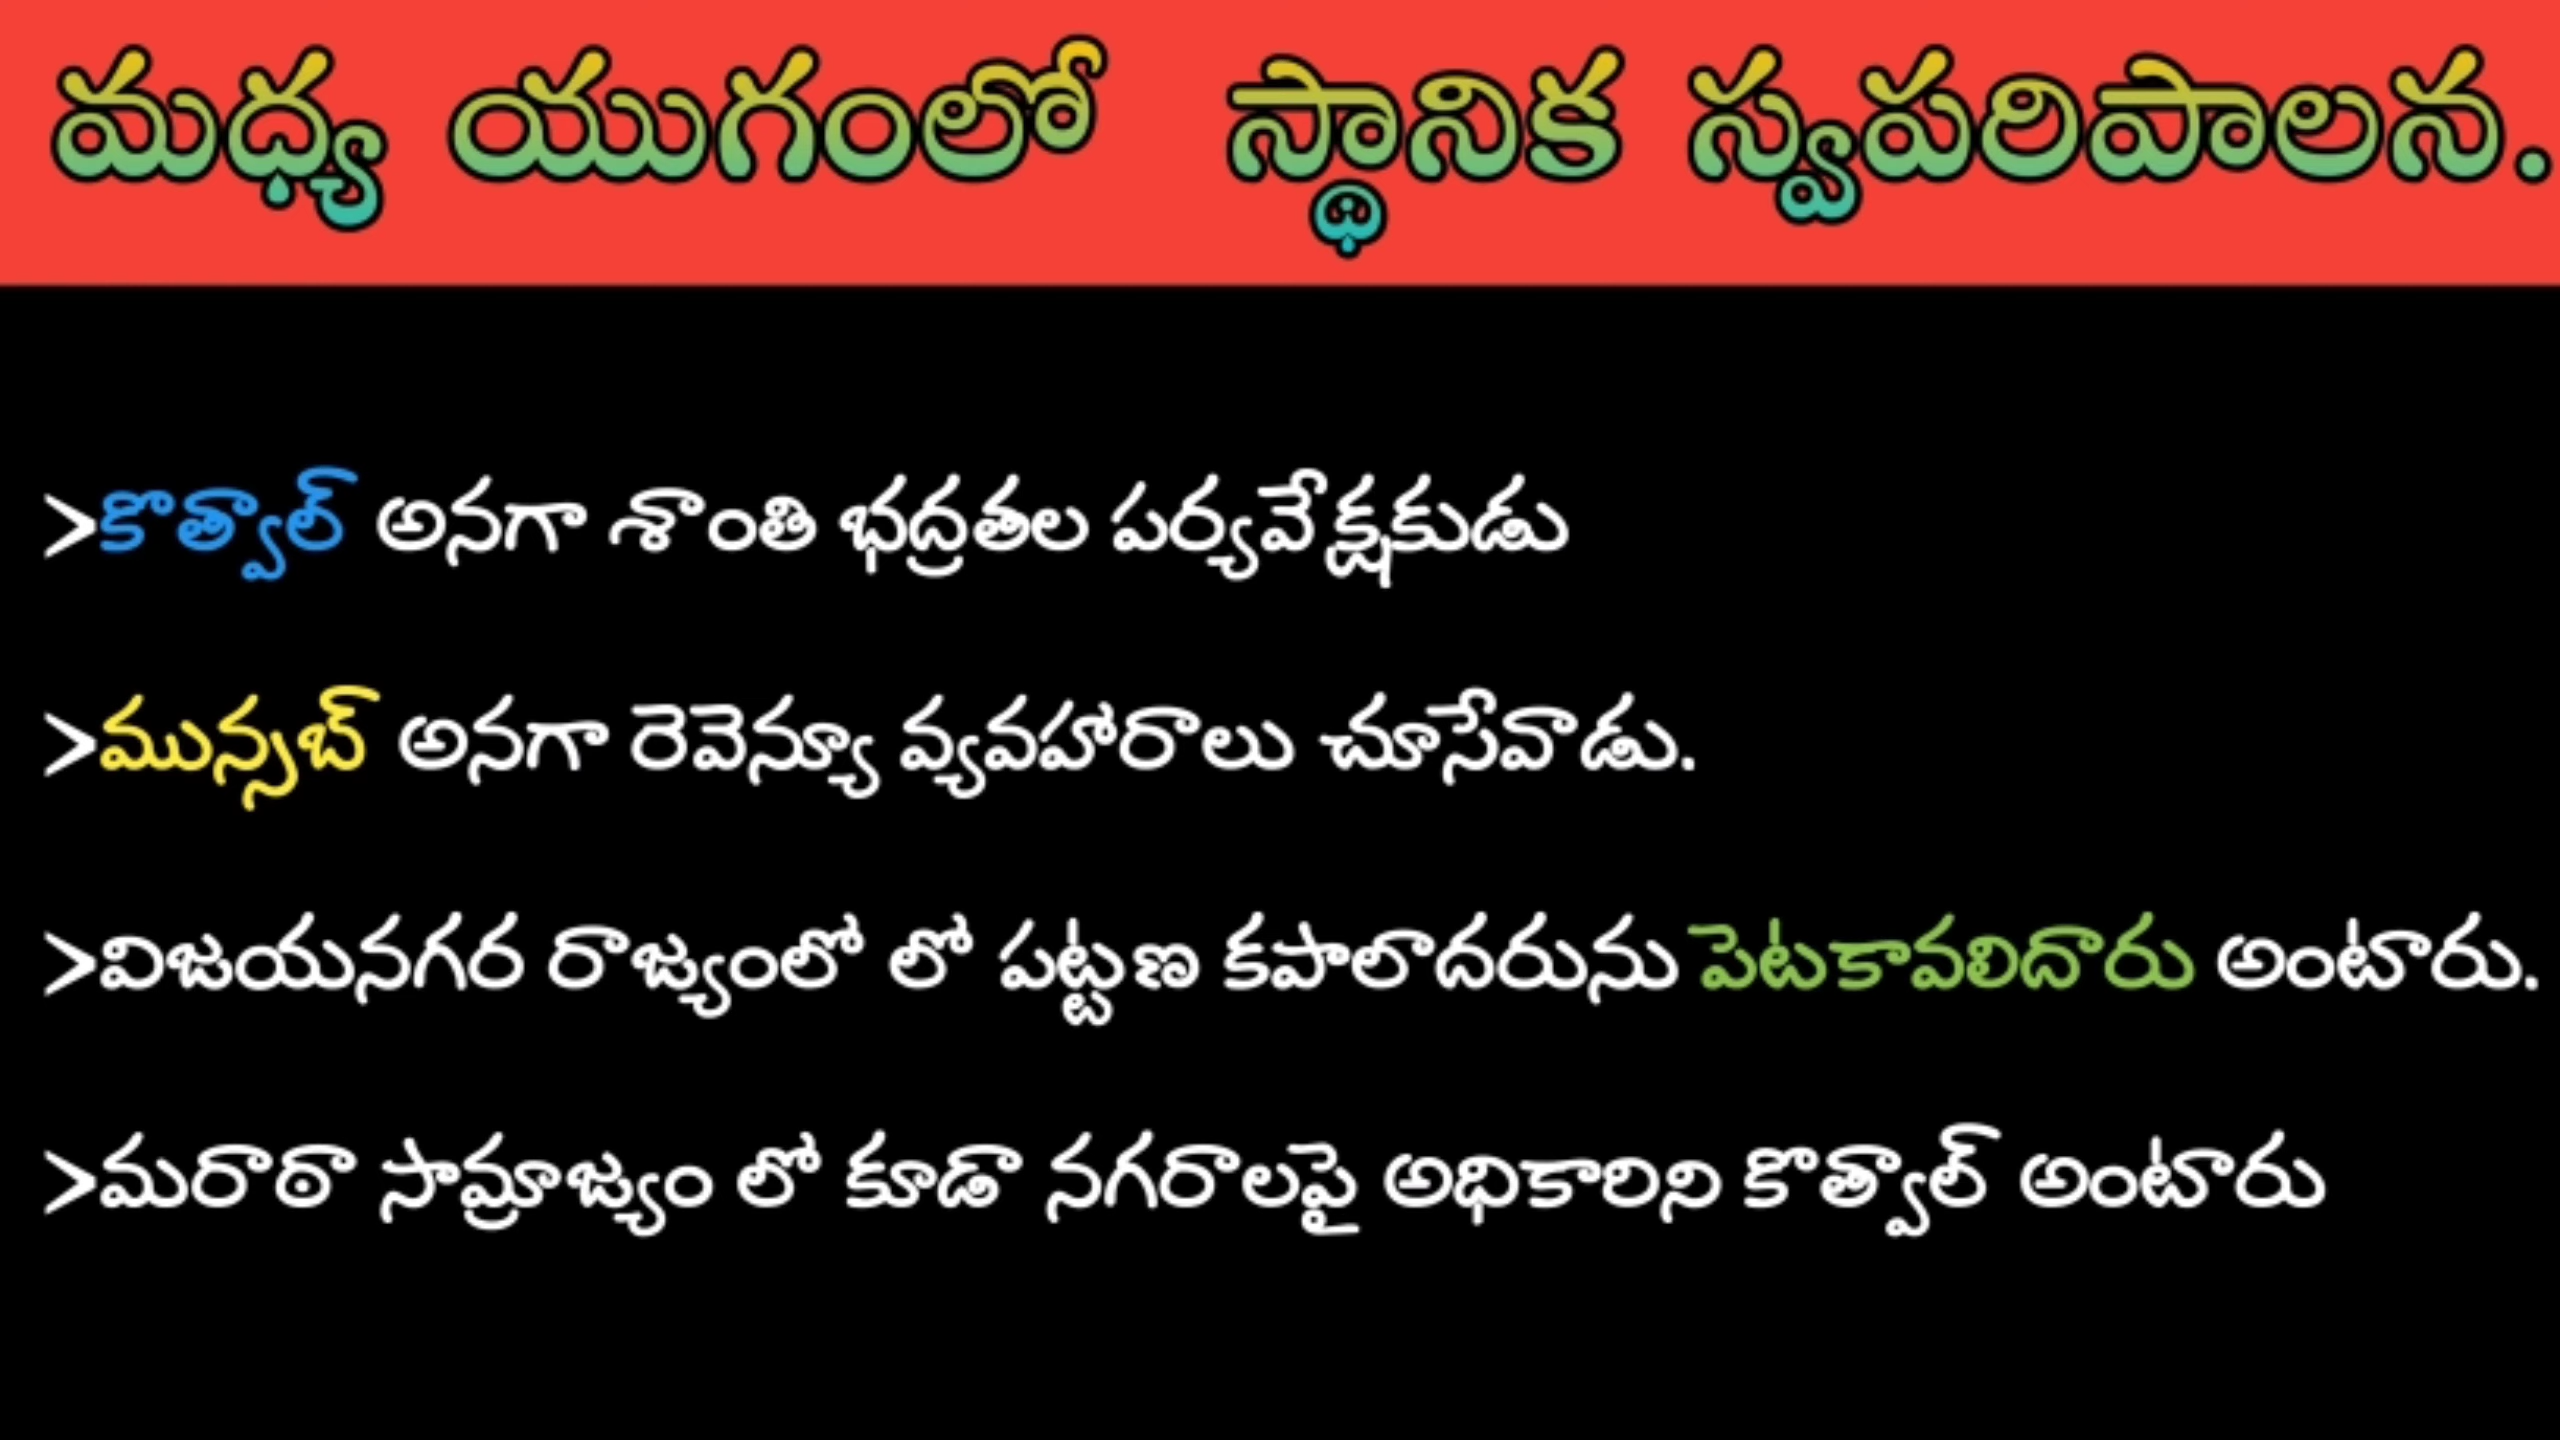 మధ్య యుగంలో స్థానిక స్వపరిపాలన.
>కొత్వాల్ అనగా శాంతి భద్రతల పర్యవేక్షకుడు
>మున్సబ్ అనగా రెవెన్యూ వ్యవహారాలు చూసేవాడు.
>విజయనగర రాజ్యంలో లో పట్టణ కపాలాదరును పెటకావలిదారు అంటారు.
>మరాఠా సామ్రాజ్యం లో కూడా నగరాలపై అధికారిని కొత్వాల్ అంటారు